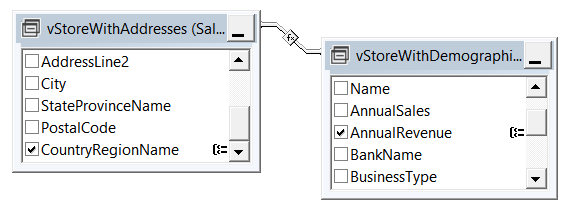 vStoreWithAddresses (Sal...
AddressLine2
City
StateProvinceName
PostalCode
CountryRegionName
vStoreWithDemographi...
Name
AnnualSales
AnnualRevenue
BankName
BusinessType